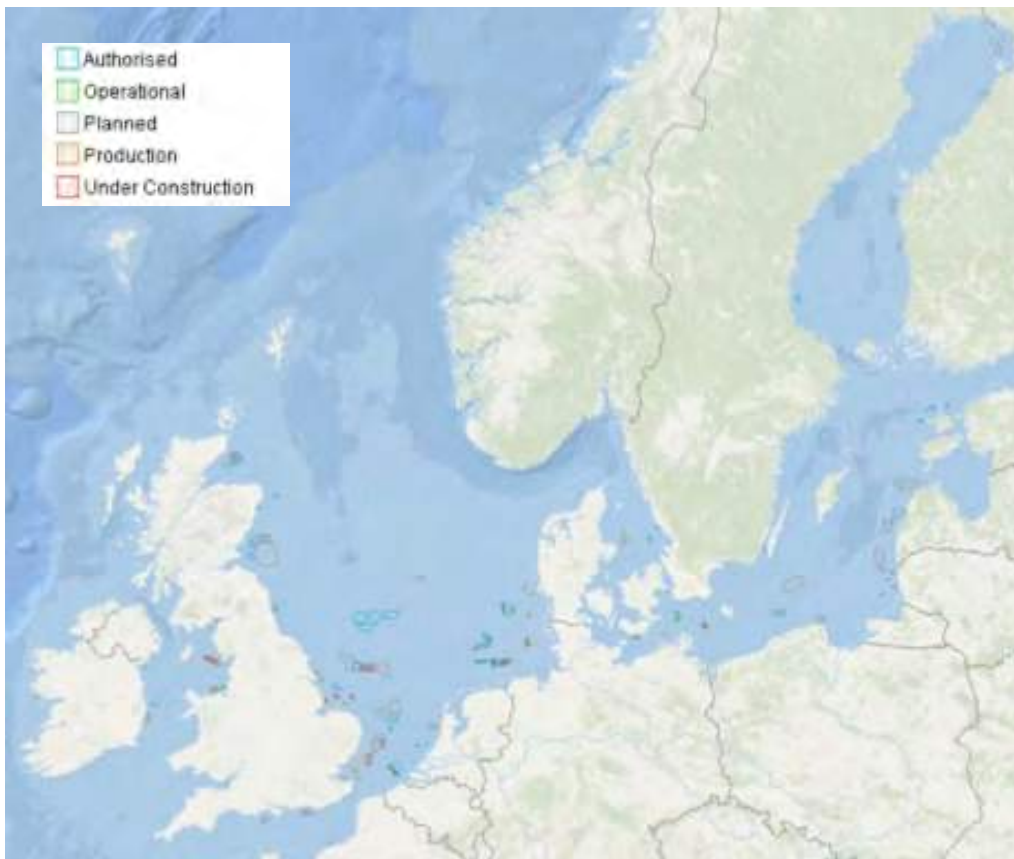 Authorised
Operational
Planned
Production
Under Construction